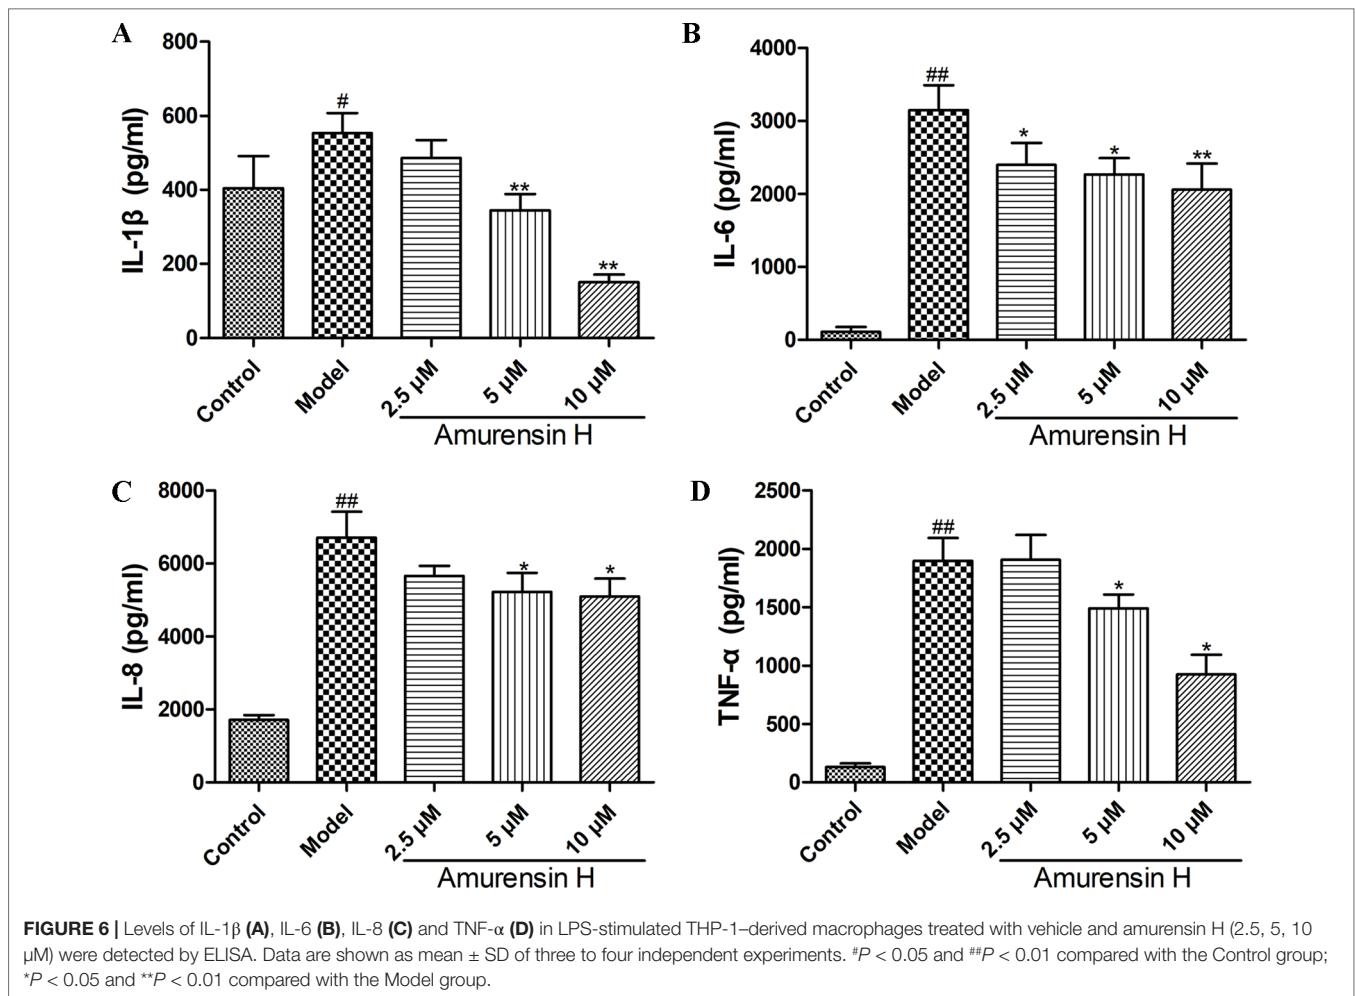 A
800
600
400
200
0
IL-1β (pg/ml)
#
**
**
Control
Model
2.5 µM
5 µM
10 µM
Amurensin H
B
4000
3000
2000
1000
0
IL-6 (pg/ml)
##
*
*
**
Control
Model
2.5 µM
5 µM
10 µM
Amurensin H
C
8000
6000
4000
2000
0
IL-8 (pg/ml)
##
*
*
Control
Model
2.5 µM
5 µM
10 µM
Amurensin H
D
2500
2000
1500
1000
500
0
TNF-α (pg/ml)
##
*
*
Control
Model
2.5 µM
5 µM
10 µM
Amurensin H
FIGURE 6 | Levels of IL-1β (A), IL-6 (B), IL-8 (C) and TNF-α (D) in LPS-stimulated THP-1–derived macrophages treated with vehicle and amurensin H (2.5, 5, 10
µM) were detected by ELISA. Data are shown as mean ± SD of three to four independent experiments. #P < 0.05 and ##P < 0.01 compared with the Control group;
*P < 0.05 and **P < 0.01 compared with the Model group.